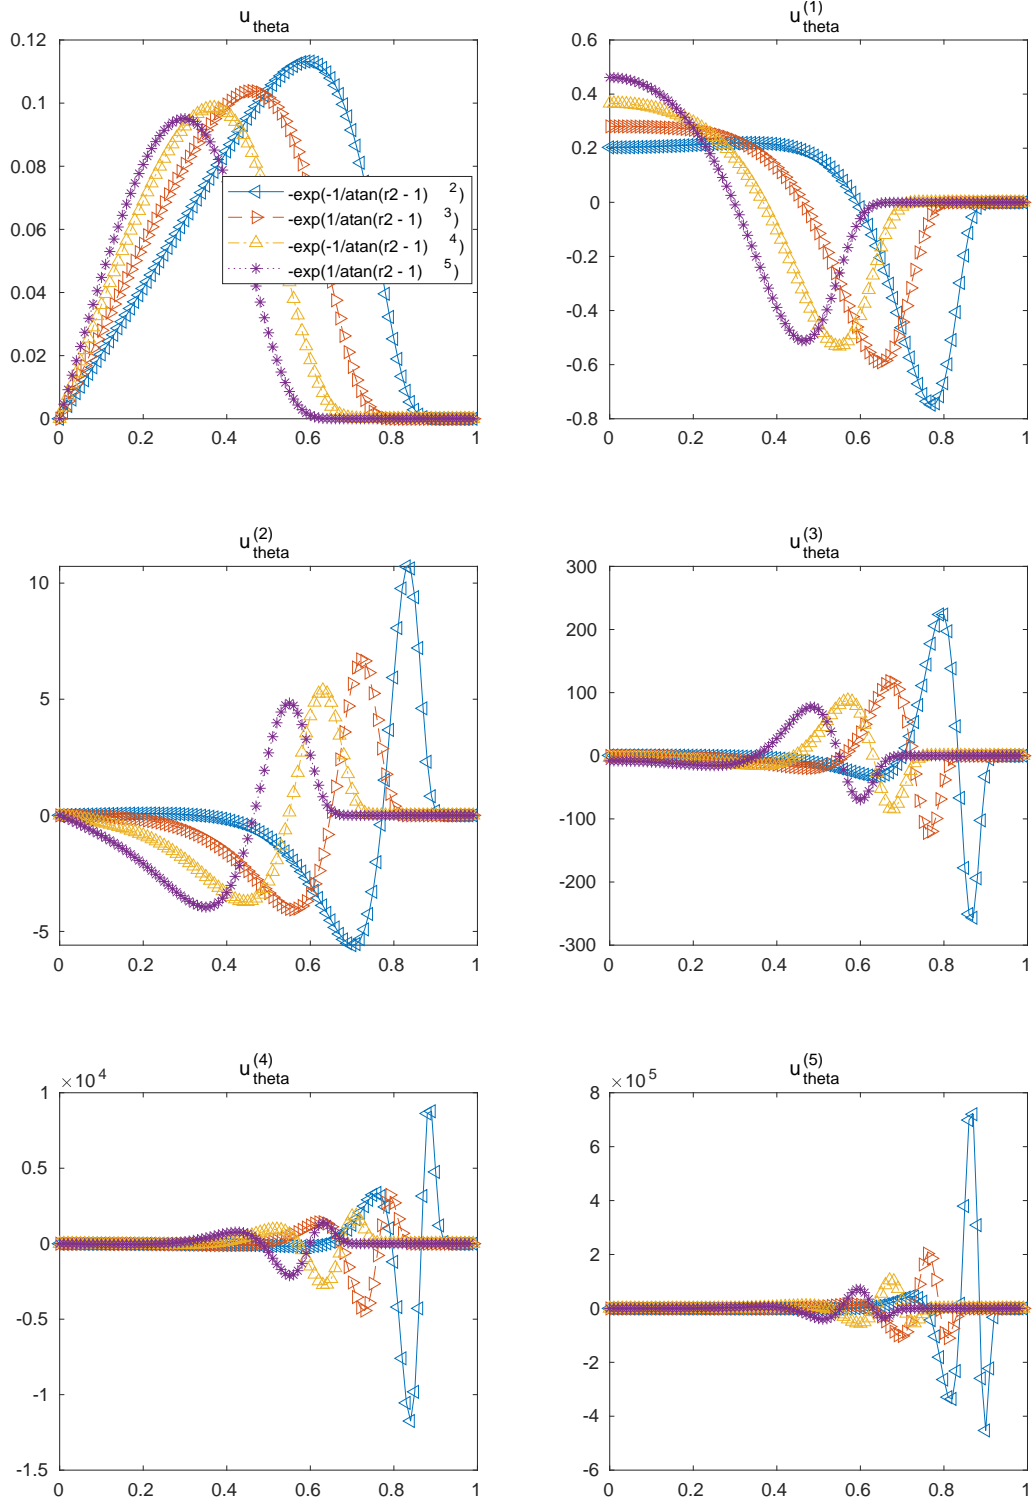 u_theta
0.12
0.1
0.08
0.06
0.04
0.02
0
0 0.2 0.4 0.6 0.8 1
-exp(-1/atan(r2 - 1) ^2)
-exp(1/atan(r2 - 1) ^3)
-exp(-1/atan(r2 - 1) ^4)
-exp(1/atan(r2 - 1) ^5)
u_theta^(1)
0.6
0.4
0.2
0
-0.2
-0.4
-0.6
-0.8
0 0.2 0.4 0.6 0.8 1
u_theta^(2)
10
5
0
-5
0 0.2 0.4 0.6 0.8 1
u_theta^(3)
300
200
100
0
-100
-200
-300
0 0.2 0.4 0.6 0.8 1
u_theta^(4)
×10^4
1
0.5
0
-0.5
-1
-1.5
0 0.2 0.4 0.6 0.8 1
u_theta^(5)
×10^5
8
6
4
2
0
-2
-4
-6
0 0.2 0.4 0.6 0.8 1